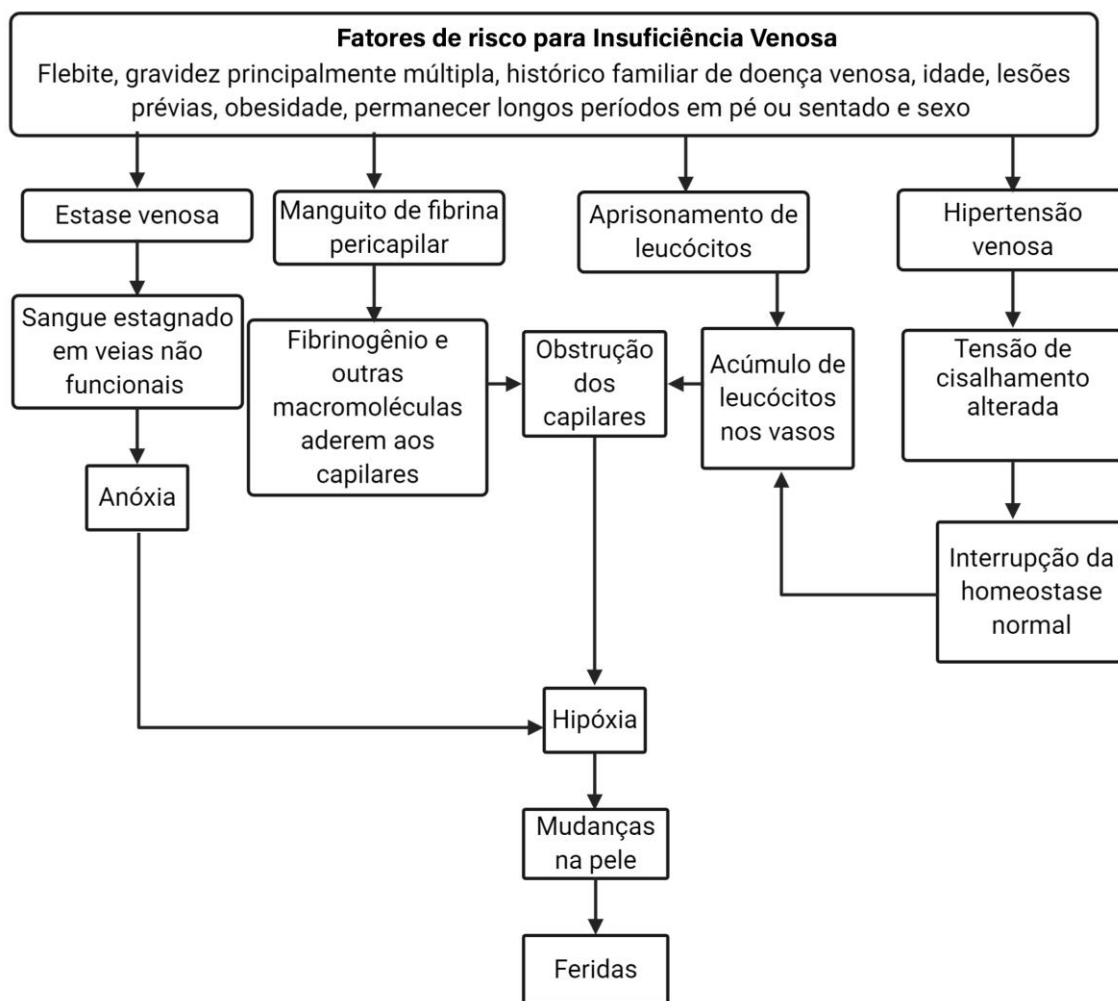 Fatores de risco para Insuficiência Venosa
Flebite, gravidez principalmente múltipla, histórico familiar de doença venosa, idade, lesões
prévias, obesidade, permanecer longos períodos em pé ou sentado e sexo
Estase venosa
Manguito de fibrina
pericapilar
Aprisonamento de
leucócitos
Hipertensão
venosa
Sangue estagnado
em veias não
funcionais
Fibrinogênio e
outras
macromoléculas
aderem aos
capilares
Obstrução
dos
capilares
Acúmulo de
leucócitos
nos vasos
Tensão de
cisalhamento
alterada
Anóxia
Interrupção da
homeostase
normal
Hipóxia
Mudanças
na pele
Feridas